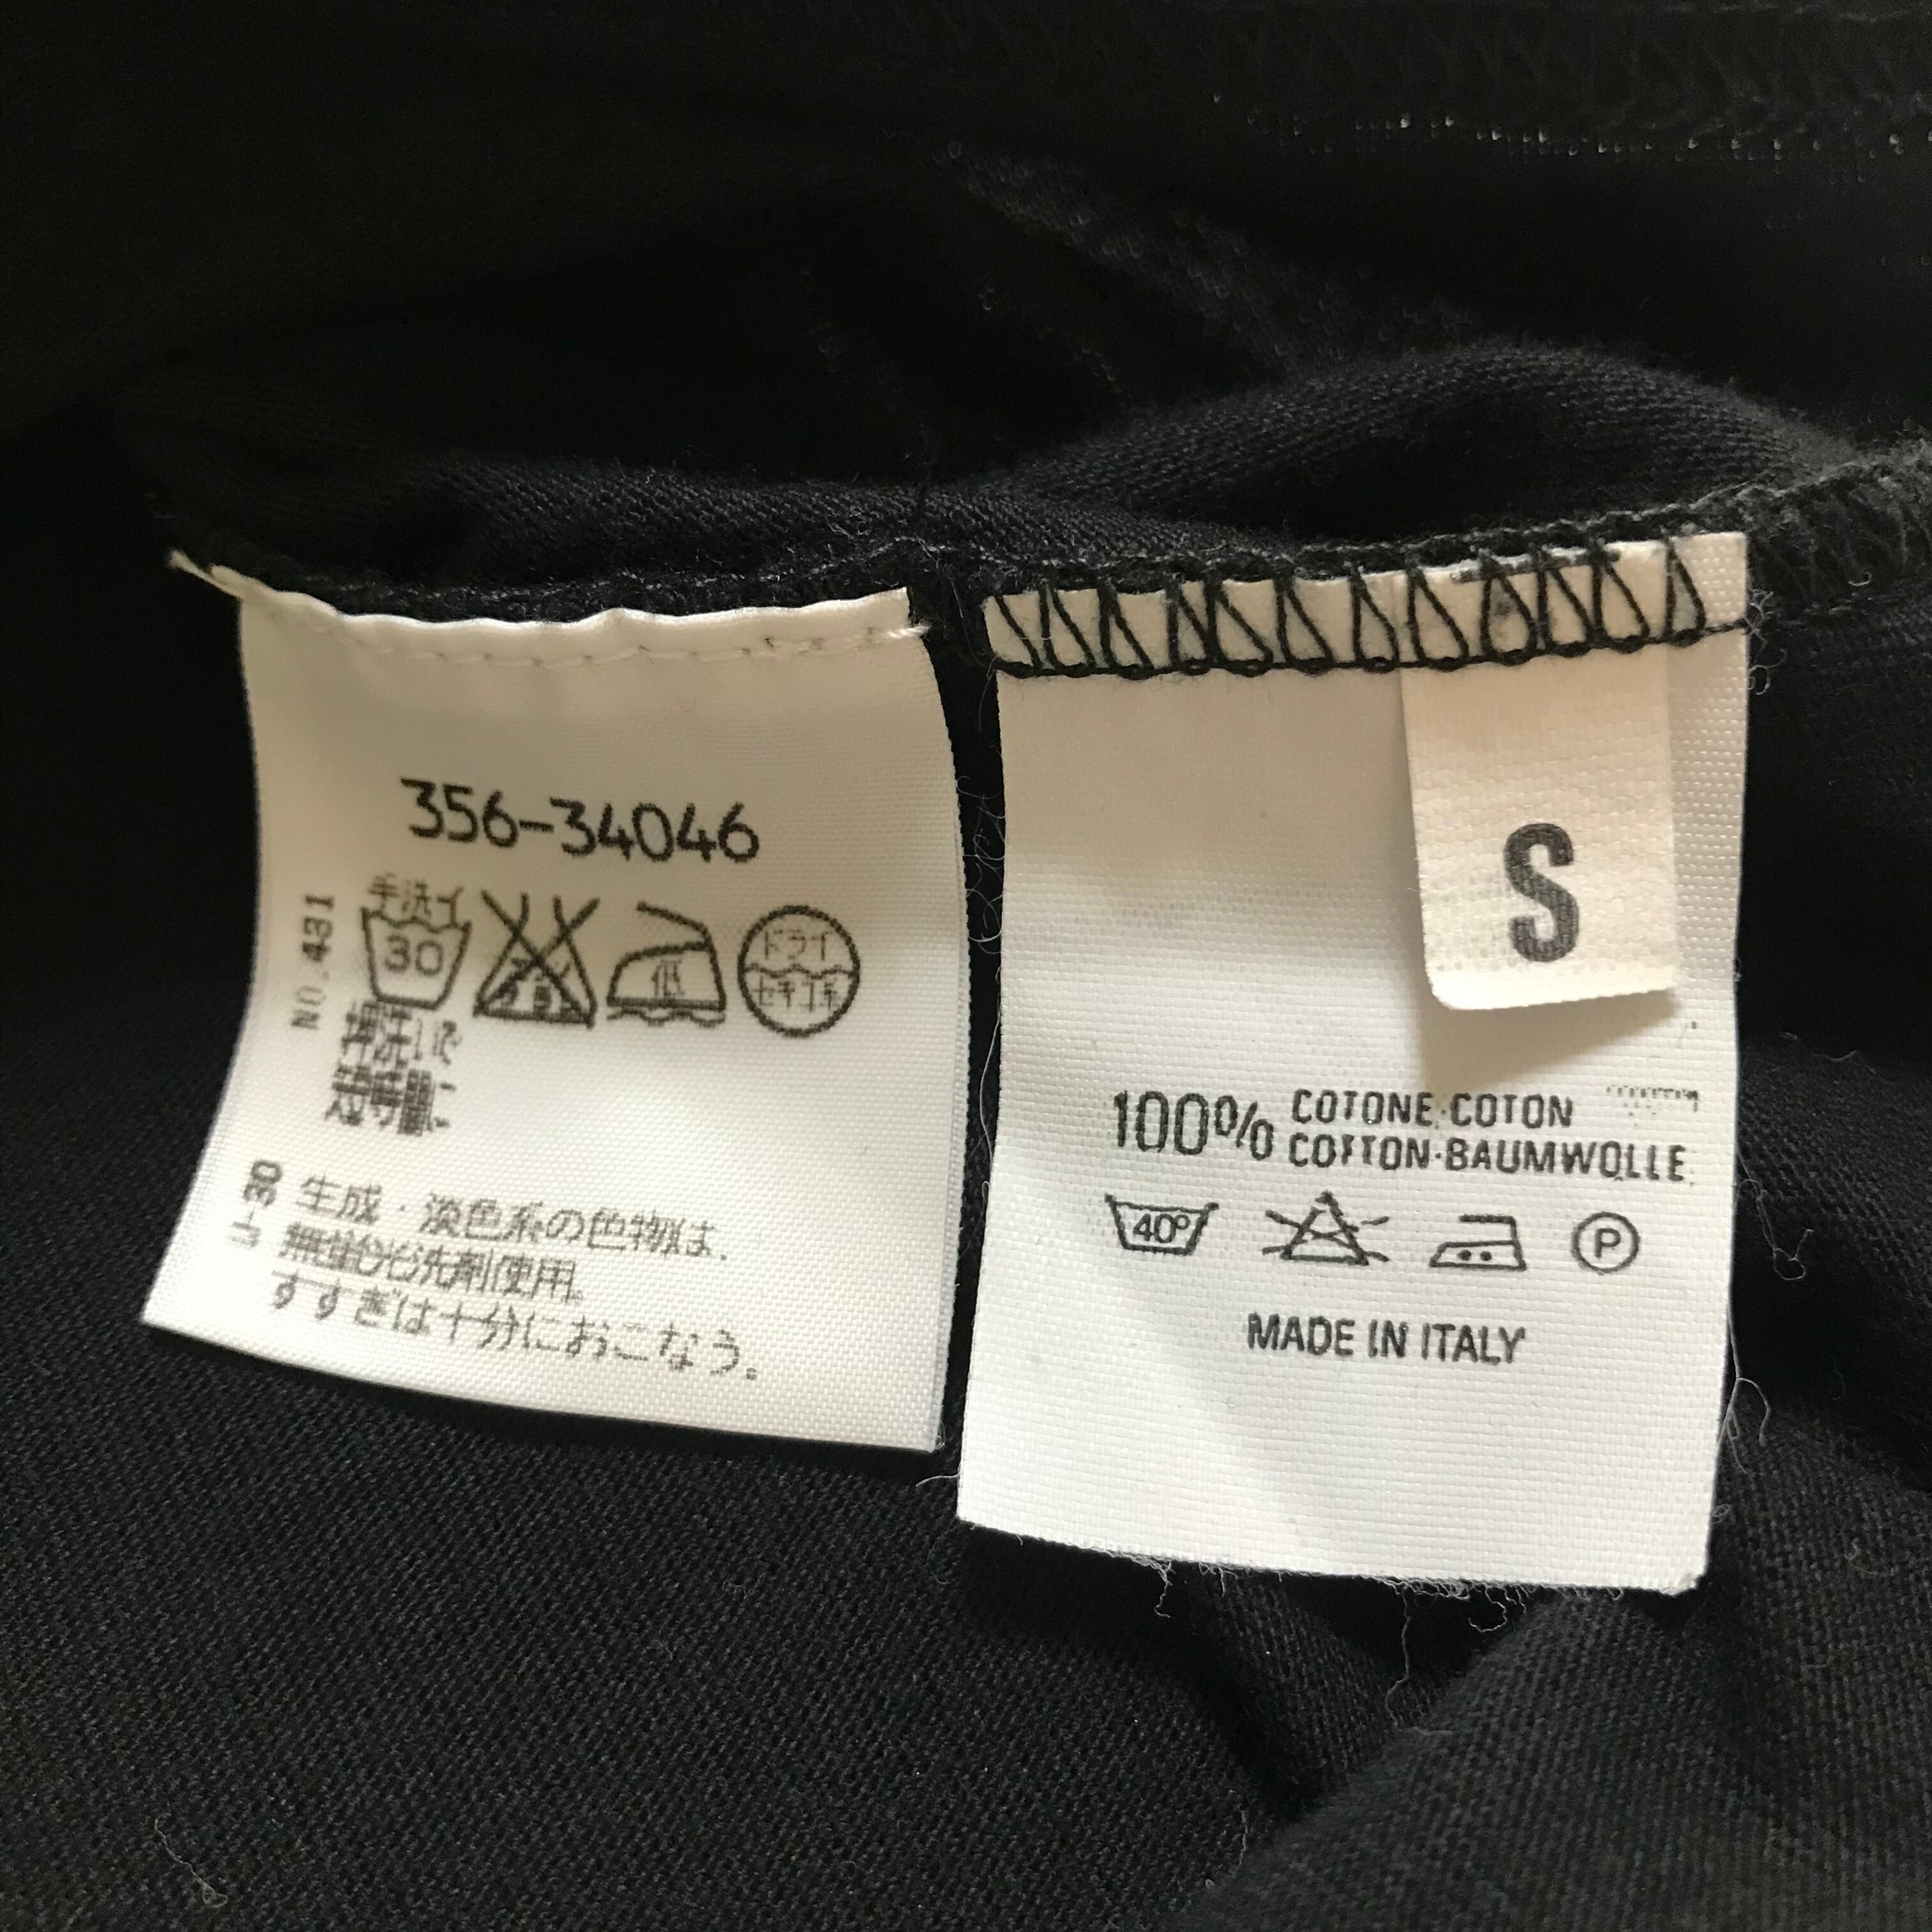 356-34046
NO.431
手洗イ
30
低
ドライ
セキユ系
押洗いで
短時間
L-30
生成・淡色系の色物は、
無蛍光洗剤使用。
すすぎは十分におこなう。
S
100% COTONE·COTON
COTTON·BAUMWOLLE
40°
P
MADE IN ITALY